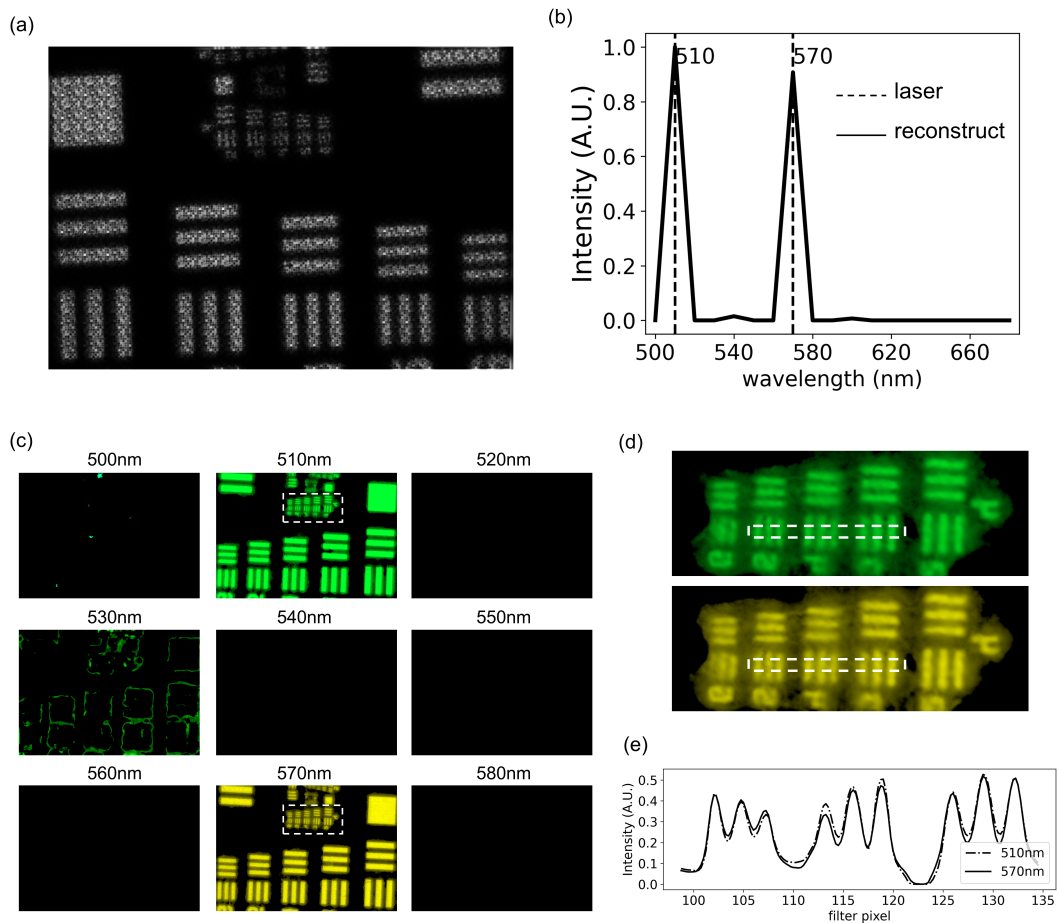 (a)
(b)
1.0
0.8
0.6
0.4
0.2
0.0
Intensity (A.U.)
510
570
laser
reconstruct
500
540
580
620
660
wavelength (nm)
(c)
500nm
510nm
520nm
530nm
540nm
550nm
560nm
570nm
580nm
(d)
(e)
0.5
0.4
0.3
0.2
0.1
0.0
Intensity (A.U.)
510nm
570nm
100
105
110
115
120
125
130
135
filter pixel